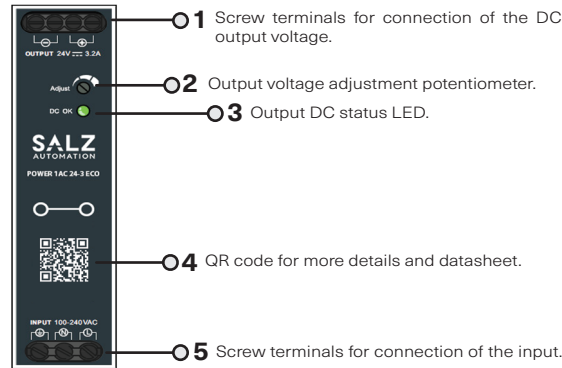 1 Screw terminals for connection of the DC
output voltage.
OUTPUT 24V ⎓ 3.2A
Adjust
2 Output voltage adjustment potentiometer.
DC OK
3 Output DC status LED.
SALZ
AUTOMATION
POWER 1AC 24-3 ECO
4 QR code for more details and datasheet.
INPUT 100-240VAC
N L
5 Screw terminals for connection of the input.